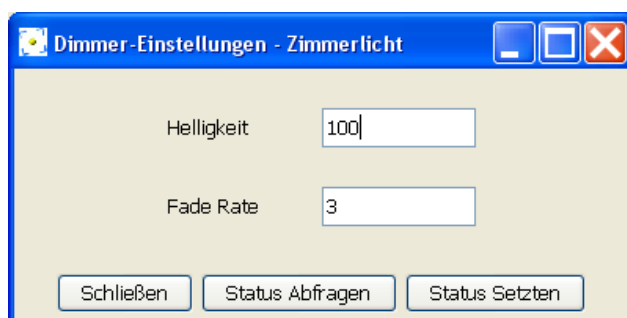 Dimmer-Einstellungen - Zimmerlicht
Helligkeit 100
Fade Rate 3
Schließen Status Abfragen Status Setzten